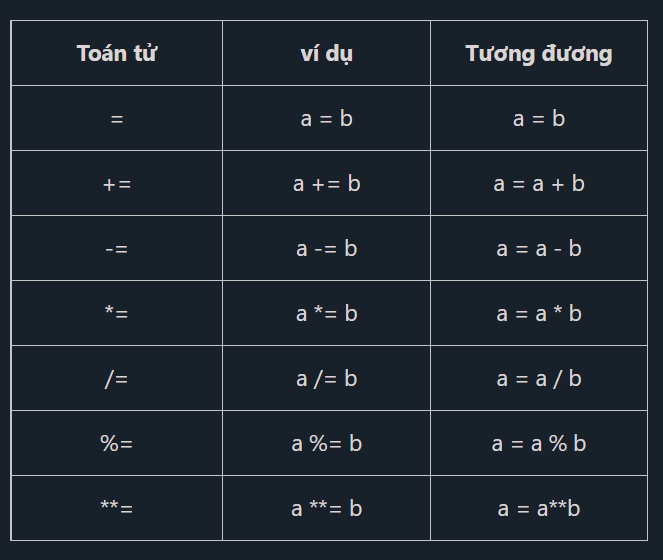 Toán tử ví dụ Tương đương
= a = b a = b
+= a += b a = a + b
-= a -= b a = a - b
*= a *= b a = a * b
/= a /= b a = a / b
%= a %= b a = a % b
**= a **= b a = a**b